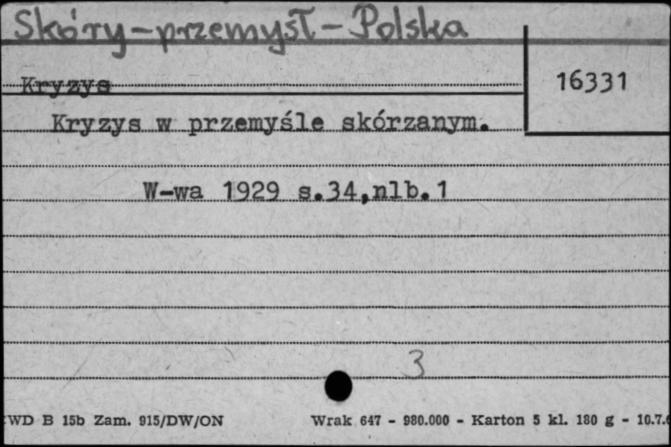 Skóry-przemysł-Polska
Kryzys
16331
Kryzys w przemyśle skórzanym.
W-wa 1929 s.34,nlb.1
3
WD B 15b Zam. 915/DW/ON
Wrak 647 - 980.000 - Karton 5 kl. 180 g - 10.7.